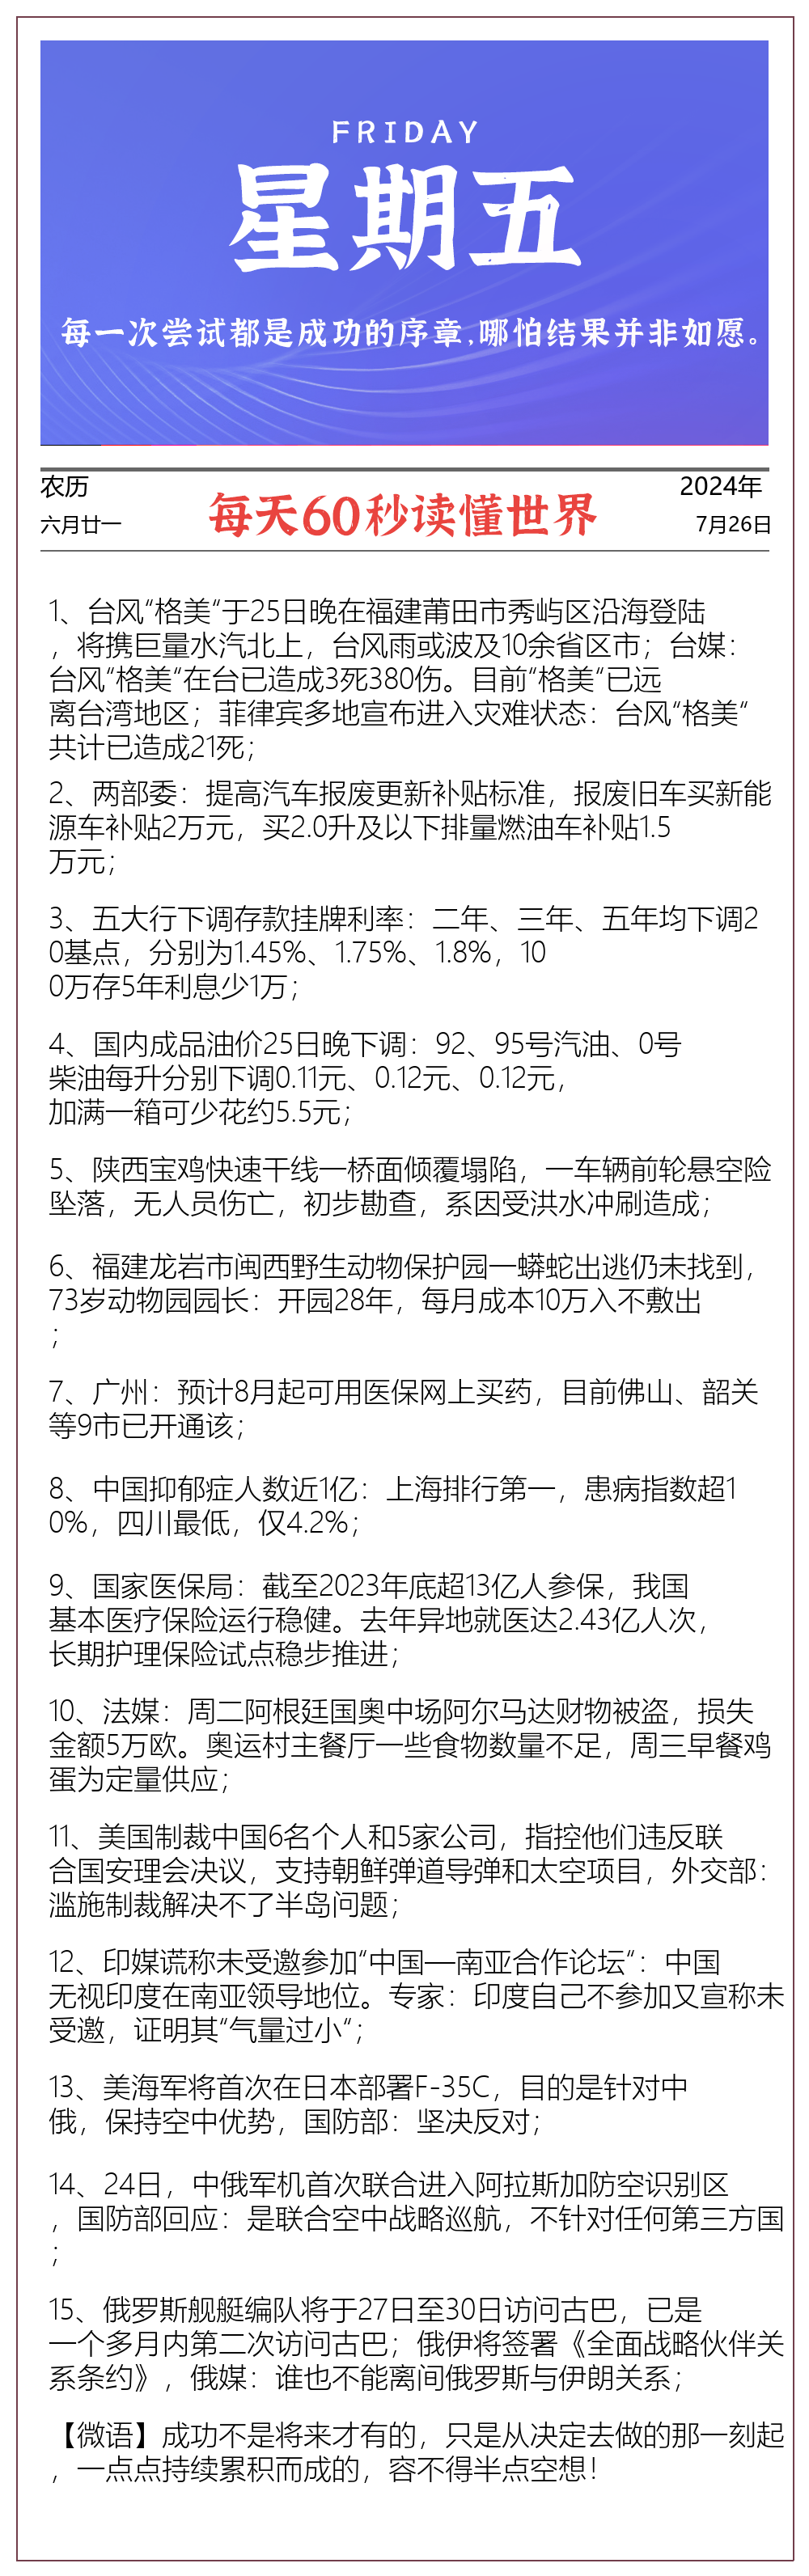 FRIDAY
星期五
每一次尝试都是成功的序章,哪怕结果并非如愿。
农历
六月廿一
每天60秒读懂世界
2024年
7月26日
1、台风“格美“于25日晚在福建莆田市秀屿区沿海登陆
，将携巨量水汽北上，台风雨或波及10余省区市；台媒：
台风“格美“在台已造成3死380伤。目前“格美“已远
离台湾地区；菲律宾多地宣布进入灾难状态：台风“格美“
共计已造成21死；
2、两部委：提高汽车报废更新补贴标准，报废旧车买新能
源车补贴2万元，买2.0升及以下排量燃油车补贴1.5
万元；
3、五大行下调存款挂牌利率：二年、三年、五年均下调2
0基点，分别为1.45%、1.75%、1.8%，10
0万存5年利息少1万；
4、国内成品油价25日晚下调：92、95号汽油、0号
柴油每升分别下调0.11元、0.12元、0.12元，
加满一箱可少花约5.5元；
5、陕西宝鸡快速干线一桥面倾覆塌陷，一车辆前轮悬空险
坠落，无人员伤亡，初步勘查，系因受洪水冲刷造成；
6、福建龙岩市闽西野生动物保护园一蟒蛇出逃仍未找到，
73岁动物园园长：开园28年，每月成本10万入不敷出
；
7、广州：预计8月起可用医保网上买药，目前佛山、韶关
等9市已开通该；
8、中国抑郁症人数近1亿：上海排行第一，患病指数超1
0%，四川最低，仅4.2%；
9、国家医保局：截至2023年底超13亿人参保，我国
基本医疗保险运行稳健。去年异地就医达2.43亿人次，
长期护理保险试点稳步推进；
10、法媒：周二阿根廷国奥中场阿尔马达财物被盗，损失
金额5万欧。奥运村主餐厅一些食物数量不足，周三早餐鸡
蛋为定量供应；
11、美国制裁中国6名个人和5家公司，指控他们违反联
合国安理会决议，支持朝鲜弹道导弹和太空项目，外交部：
滥施制裁解决不了半岛问题；
12、印媒谎称未受邀参加“中国—南亚合作论坛“：中国
无视印度在南亚领导地位。专家：印度自己不参加又宣称未
受邀，证明其“气量过小“；
13、美海军将首次在日本部署F-35C，目的是针对中
俄，保持空中优势，国防部：坚决反对；
14、24日，中俄军机首次联合进入阿拉斯加防空识别区
，国防部回应：是联合空中战略巡航，不针对任何第三方国
；
15、俄罗斯舰艇编队将于27日至30日访问古巴，已是
一个多月内第二次访问古巴；俄伊将签署《全面战略伙伴关
系条约》，俄媒：谁也不能离间俄罗斯与伊朗关系；
【微语】成功不是将来才有的，只是从决定去做的那一刻起
，一点点持续累积而成的，容不得半点空想！